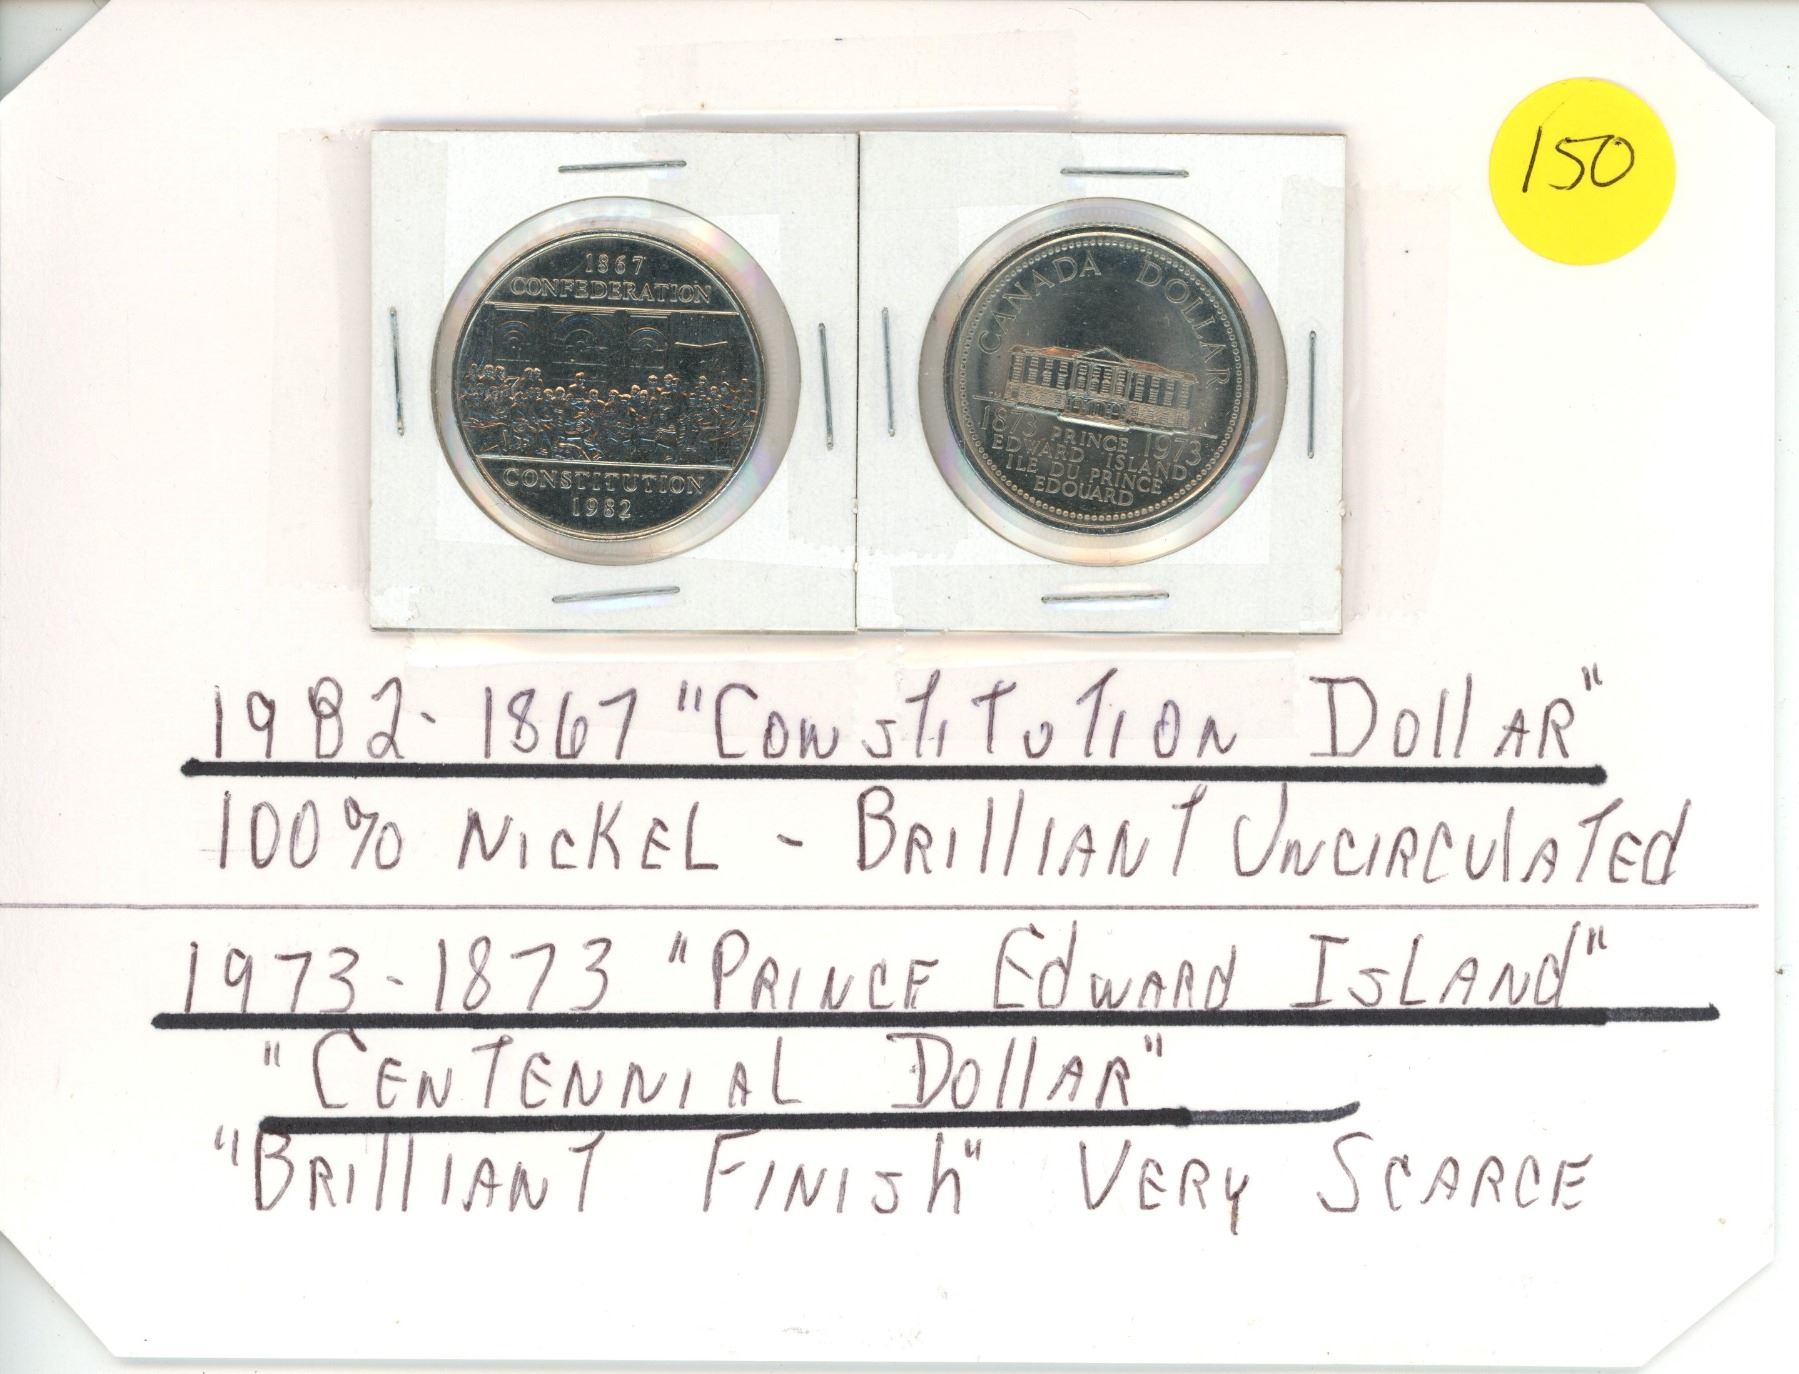 150
1867
CONFEDERATION
CONSTITUTION
1982
CANADA DOLLAR
1873 PRINCE 1973
EDWARD ISLAND
ILE DU PRINCE
EDOUARD
1982-1867 "CONSTITUTION DOLLAR"
100% NICKEL - BRILLIANT UNCIRCULATED
1973-1873 "PRINCE EDWARD ISLAND"
"CENTENNIAL DOLLAR"
"BRILLIANT FINISH" VERY SCARCE